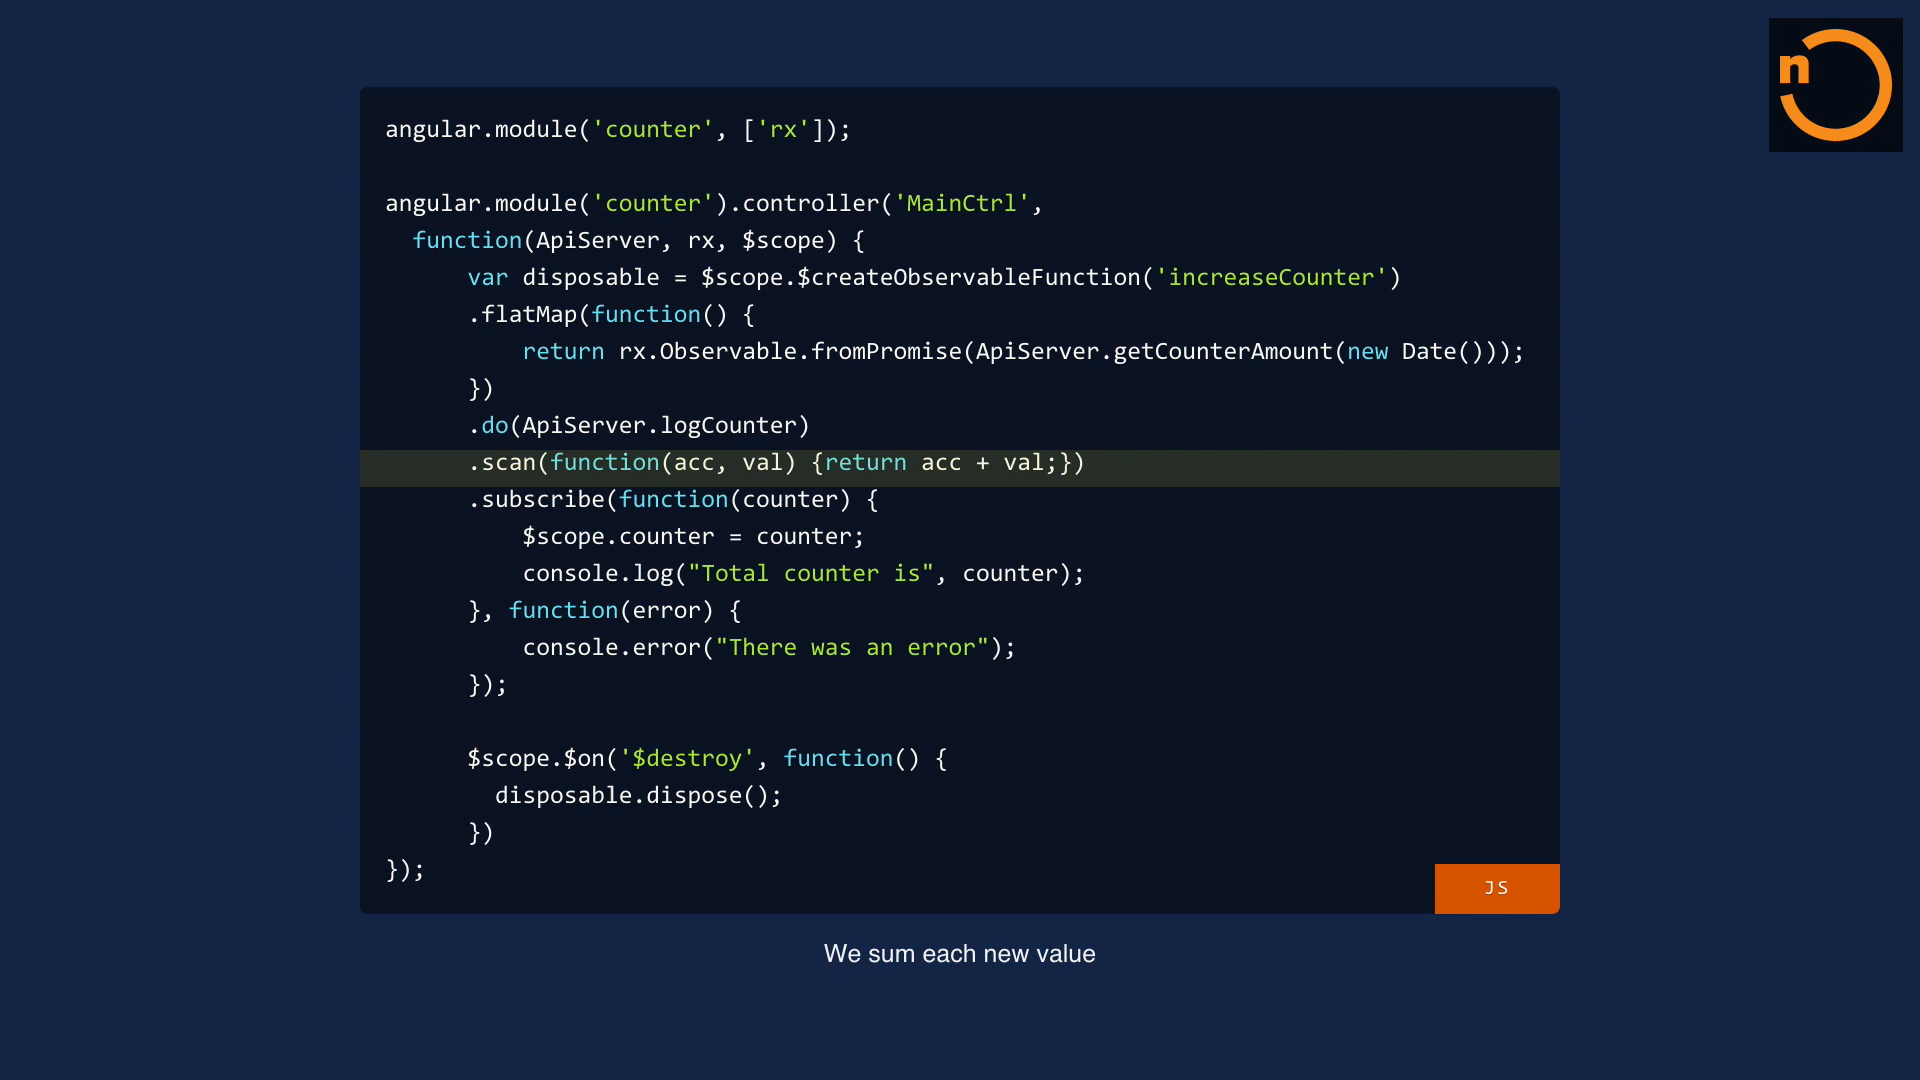 n
angular.module('counter', ['rx']);
angular.module('counter').controller('MainCtrl',
function(ApiServer, rx, $scope) {
var disposable = $scope.$createObservableFunction('increaseCounter')
.flatMap(function() {
return rx.Observable.fromPromise(ApiServer.getCounterAmount(new Date()));
})
.do(ApiServer.logCounter)
.scan(function(acc, val) {return acc + val;})
.subscribe(function(counter) {
$scope.counter = counter;
console.log("Total counter is", counter);
}, function(error) {
console.error("There was an error");
});
$scope.$on('$destroy', function() {
disposable.dispose();
})
});
JS
We sum each new value